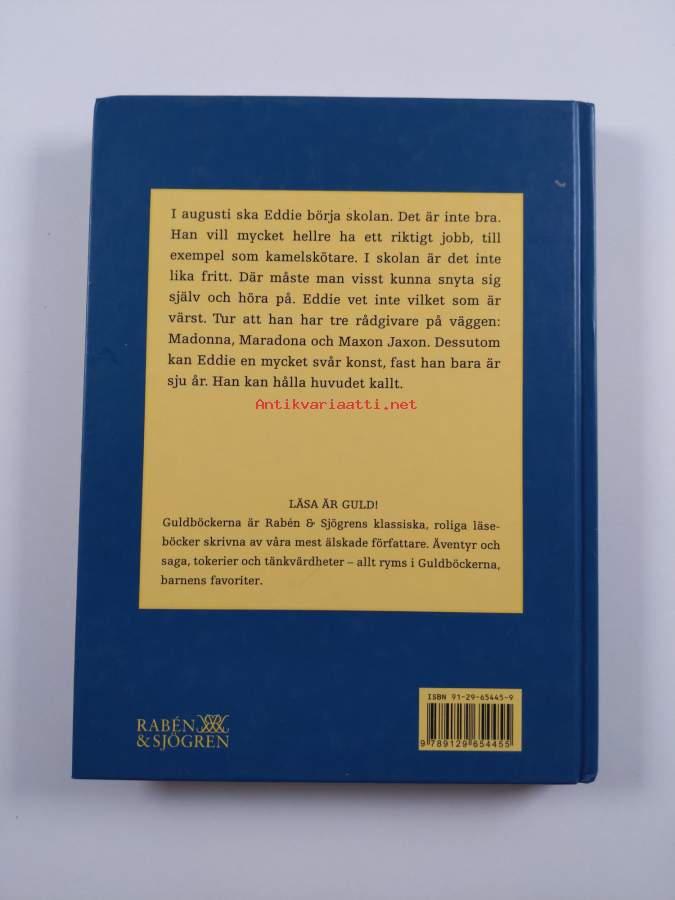 I augusti ska Eddie börja skolan. Det är inte bra.
Han vill mycket hellre ha ett riktigt jobb, till
exempel som kamelskötare. I skolan är det inte
lika fritt. Där måste man visst kunna snyta sig
själv och höra på. Eddie vet inte vilket som är
värst. Tur att han har tre rådgivare på väggen:
Madonna, Maradona och Maxon Jaxon. Dessutom
kan Eddie en mycket svår konst, fast han bara är
sju år. Han kan hålla huvudet kallt.
Antikvariaatti.net
LÄSA ÄR GULD!
Guldböckerna är Rabén & Sjögrens klassiska, roliga läse-
böcker skrivna av våra mest älskade författare. Äventyr och
saga, tokerier och tänkvärdheter – allt ryms i Guldböckerna,
barnens favoriter.
ISBN 91-29-65445-9
9 789129 654455
RABÉN
& SJÖGREN